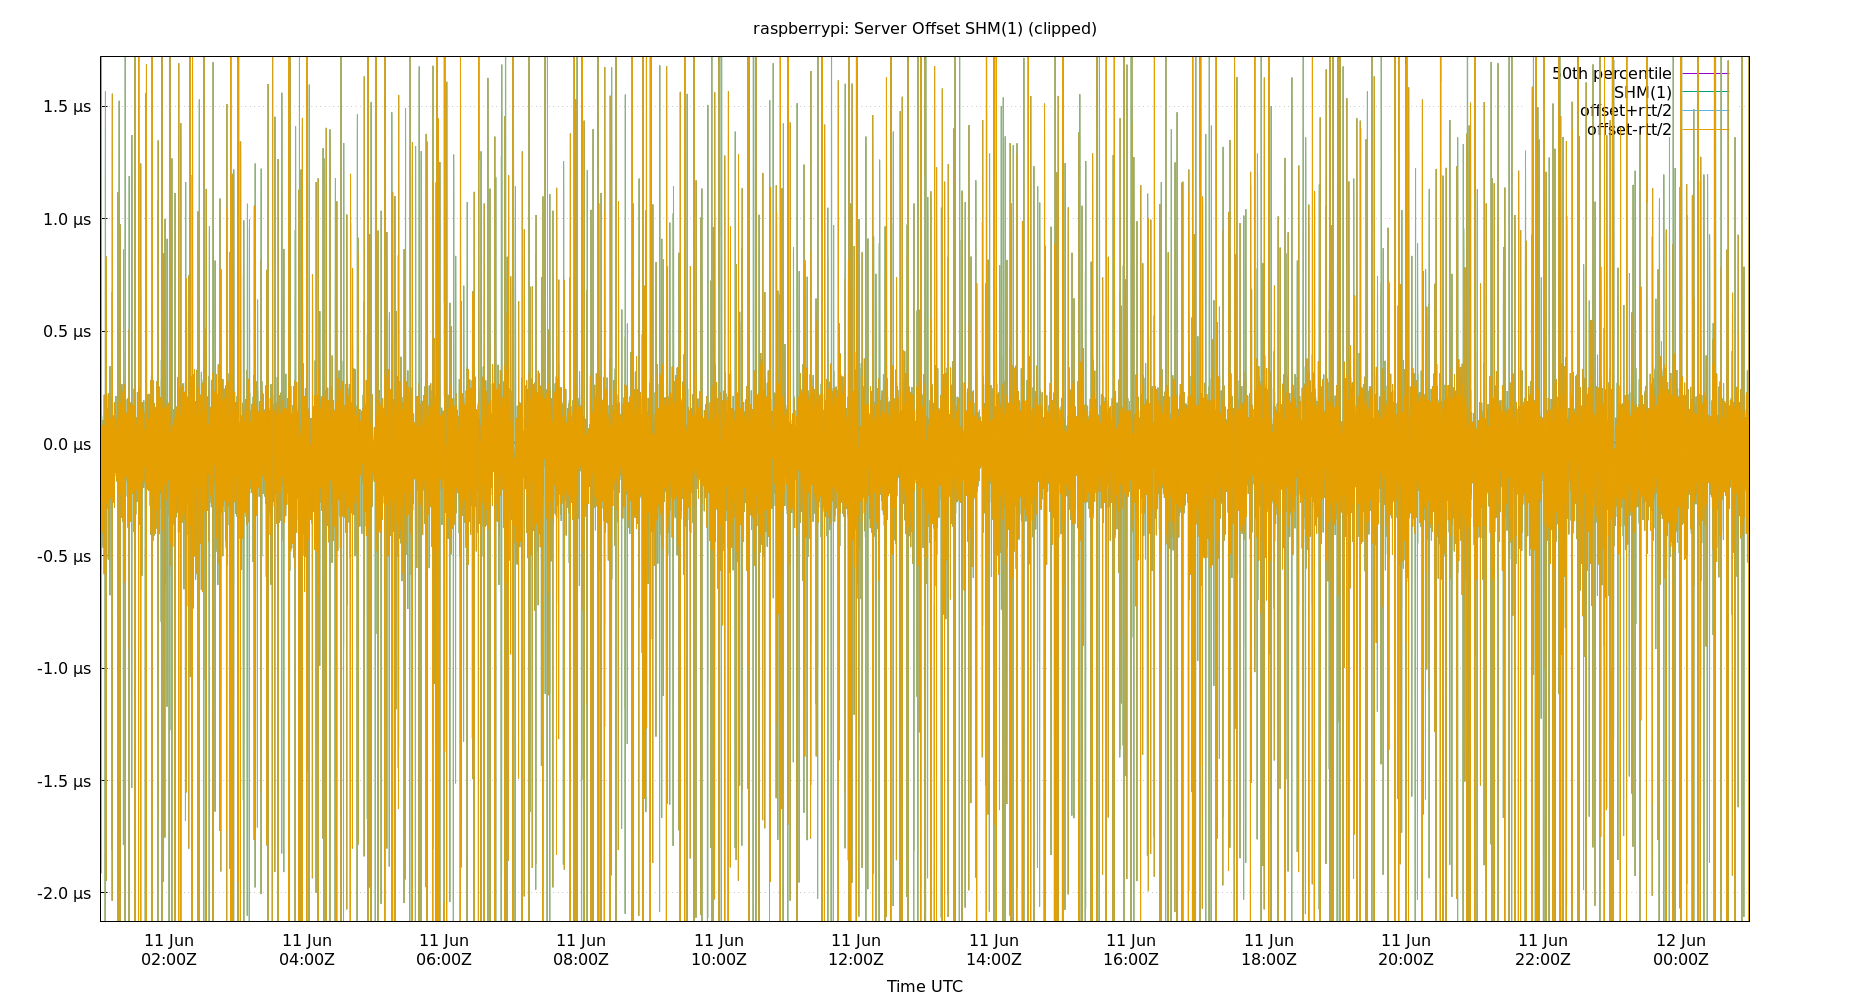 raspberrypi: Server Offset SHM(1) (clipped)
50th percentile
SHM(1)
offset+rtt/2
offset-rtt/2
1.5 µs
1.0 µs
0.5 µs
0.0 µs
-0.5 µs
-1.0 µs
-1.5 µs
-2.0 µs
11 Jun 11 Jun 11 Jun 11 Jun 11 Jun 11 Jun 11 Jun 11 Jun 11 Jun 11 Jun 11 Jun 12 Jun
02:00Z 04:00Z 06:00Z 08:00Z 10:00Z 12:00Z 14:00Z 16:00Z 18:00Z 20:00Z 22:00Z 00:00Z
Time UTC